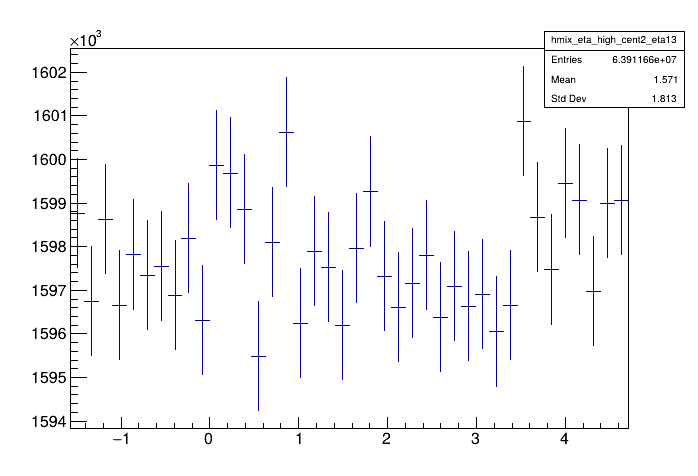 ×10³
hmix_eta_high_cent2_eta13
Entries 6.391166e+07
Mean 1.571
Std Dev 1.813
1602
1601
1600
1599
1598
1597
1596
1595
1594
−1 0 1 2 3 4